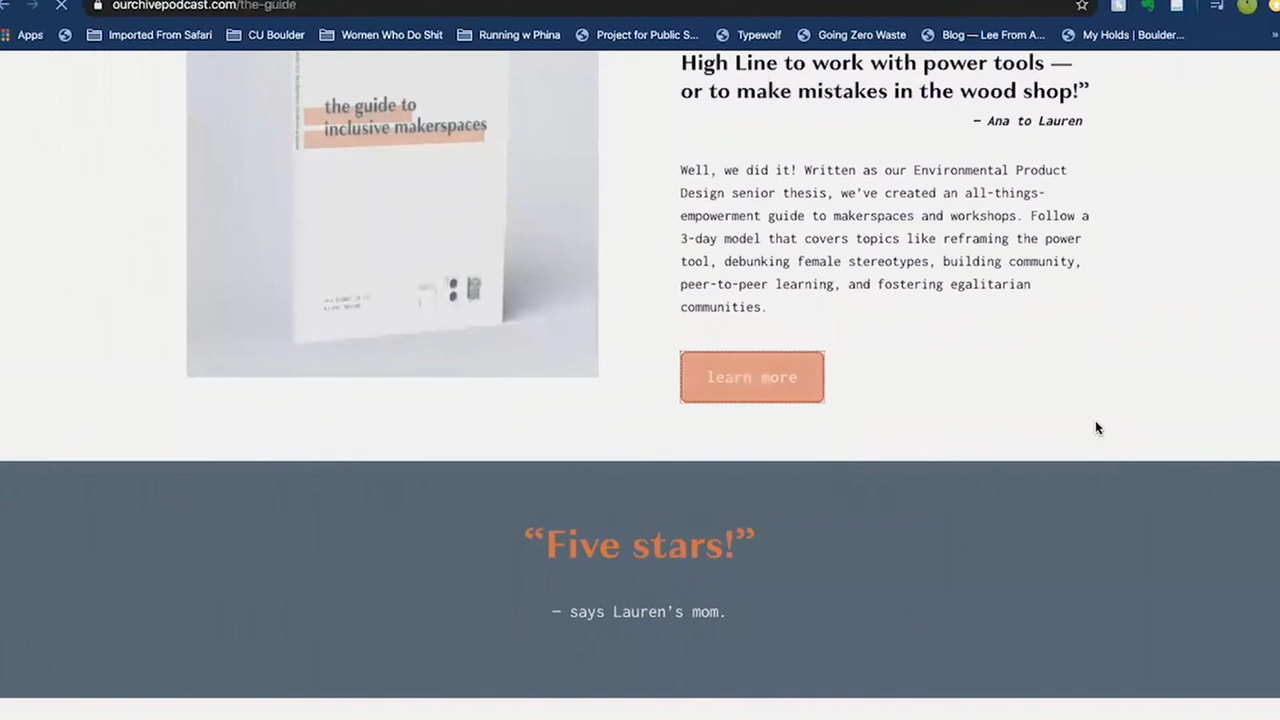 ourchivepodcast.com/the-guide
Apps
Imported From Safari
CU Boulder
Women Who Do Shit
Running w Phina
Project for Public S...
Typewolf
Going Zero Waste
Blog — Lee From A...
My Holds | Boulder...
»
the guide to
inclusive makerspaces
High Line to work with power tools —
or to make mistakes in the wood shop!”
– Ana to Lauren
Well, we did it! Written as our Environmental Product
Design senior thesis, we’ve created an all-things-
empowerment guide to makerspaces and workshops. Follow a
3-day model that covers topics like reframing the power
tool, debunking female stereotypes, building community,
peer-to-peer learning, and fostering egalitarian
communities.
learn more
“Five stars!”
– says Lauren’s mom.